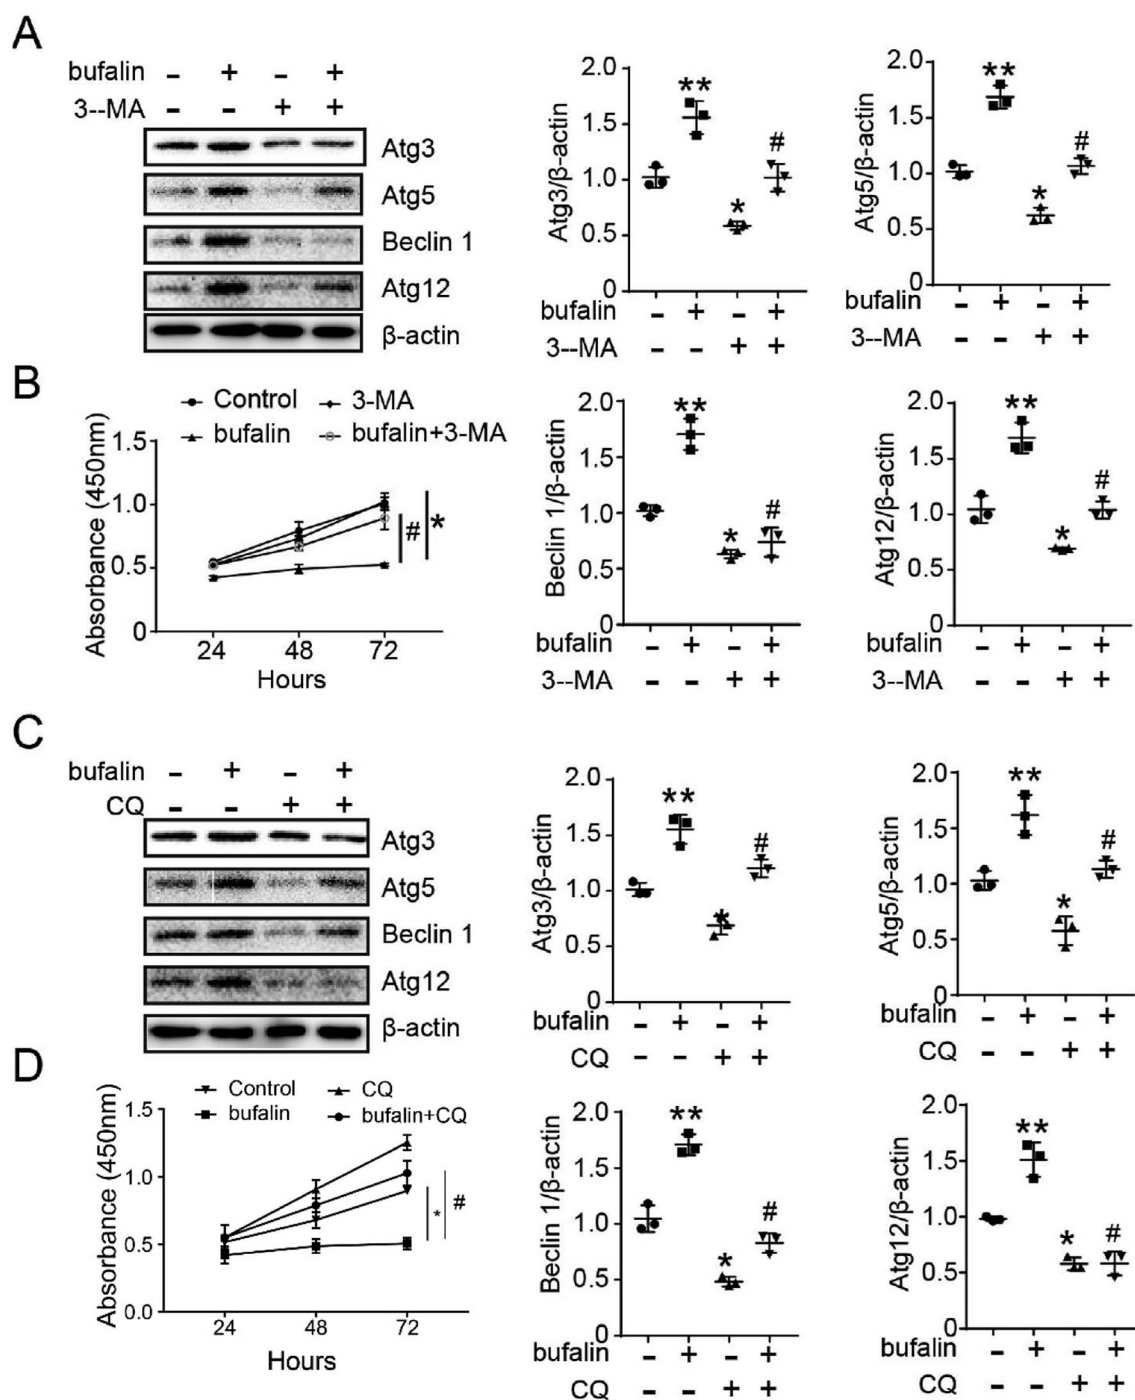 A
bufalin - + - +
3--MA - - + +
Atg3
Atg5
Beclin 1
Atg12
β-actin
Atg3/β-actin
2.0
1.5
1.0
0.5
0
**
*
#
bufalin - + - +
3--MA - - + +
Atg5/β-actin
2.0
1.5
1.0
0.5
0
**
*
#
bufalin - + - +
3--MA - - + +
B
Control 3-MA
bufalin bufalin+3-MA
Absorbance (450nm)
1.5
1.0
0.5
0
# *
24 48 72
Hours
Beclin 1/β-actin
2.0
1.5
1.0
0.5
0
**
*
#
bufalin - + - +
3--MA - - + +
Atg12/β-actin
2.0
1.5
1.0
0.5
0
**
*
#
bufalin - + - +
3--MA - - + +
C
bufalin - + - +
CQ - - + +
Atg3
Atg5
Beclin 1
Atg12
β-actin
Atg3/β-actin
2.0
1.5
1.0
0.5
0
**
*
#
bufalin - + - +
CQ - - + +
Atg5/β-actin
2.0
1.5
1.0
0.5
0
**
*
#
bufalin - + - +
CQ - - + +
D
Control CQ
bufalin bufalin+CQ
Absorbance (450nm)
1.5
1.0
0.5
0.0
* #
24 48 72
Hours
Beclin 1/β-actin
2.0
1.5
1.0
0.5
0
**
*
#
bufalin - + - +
CQ - - + +
Atg12/β-actin
2.0
1.5
1.0
0.5
0
**
*
#
bufalin - + - +
CQ - - + +